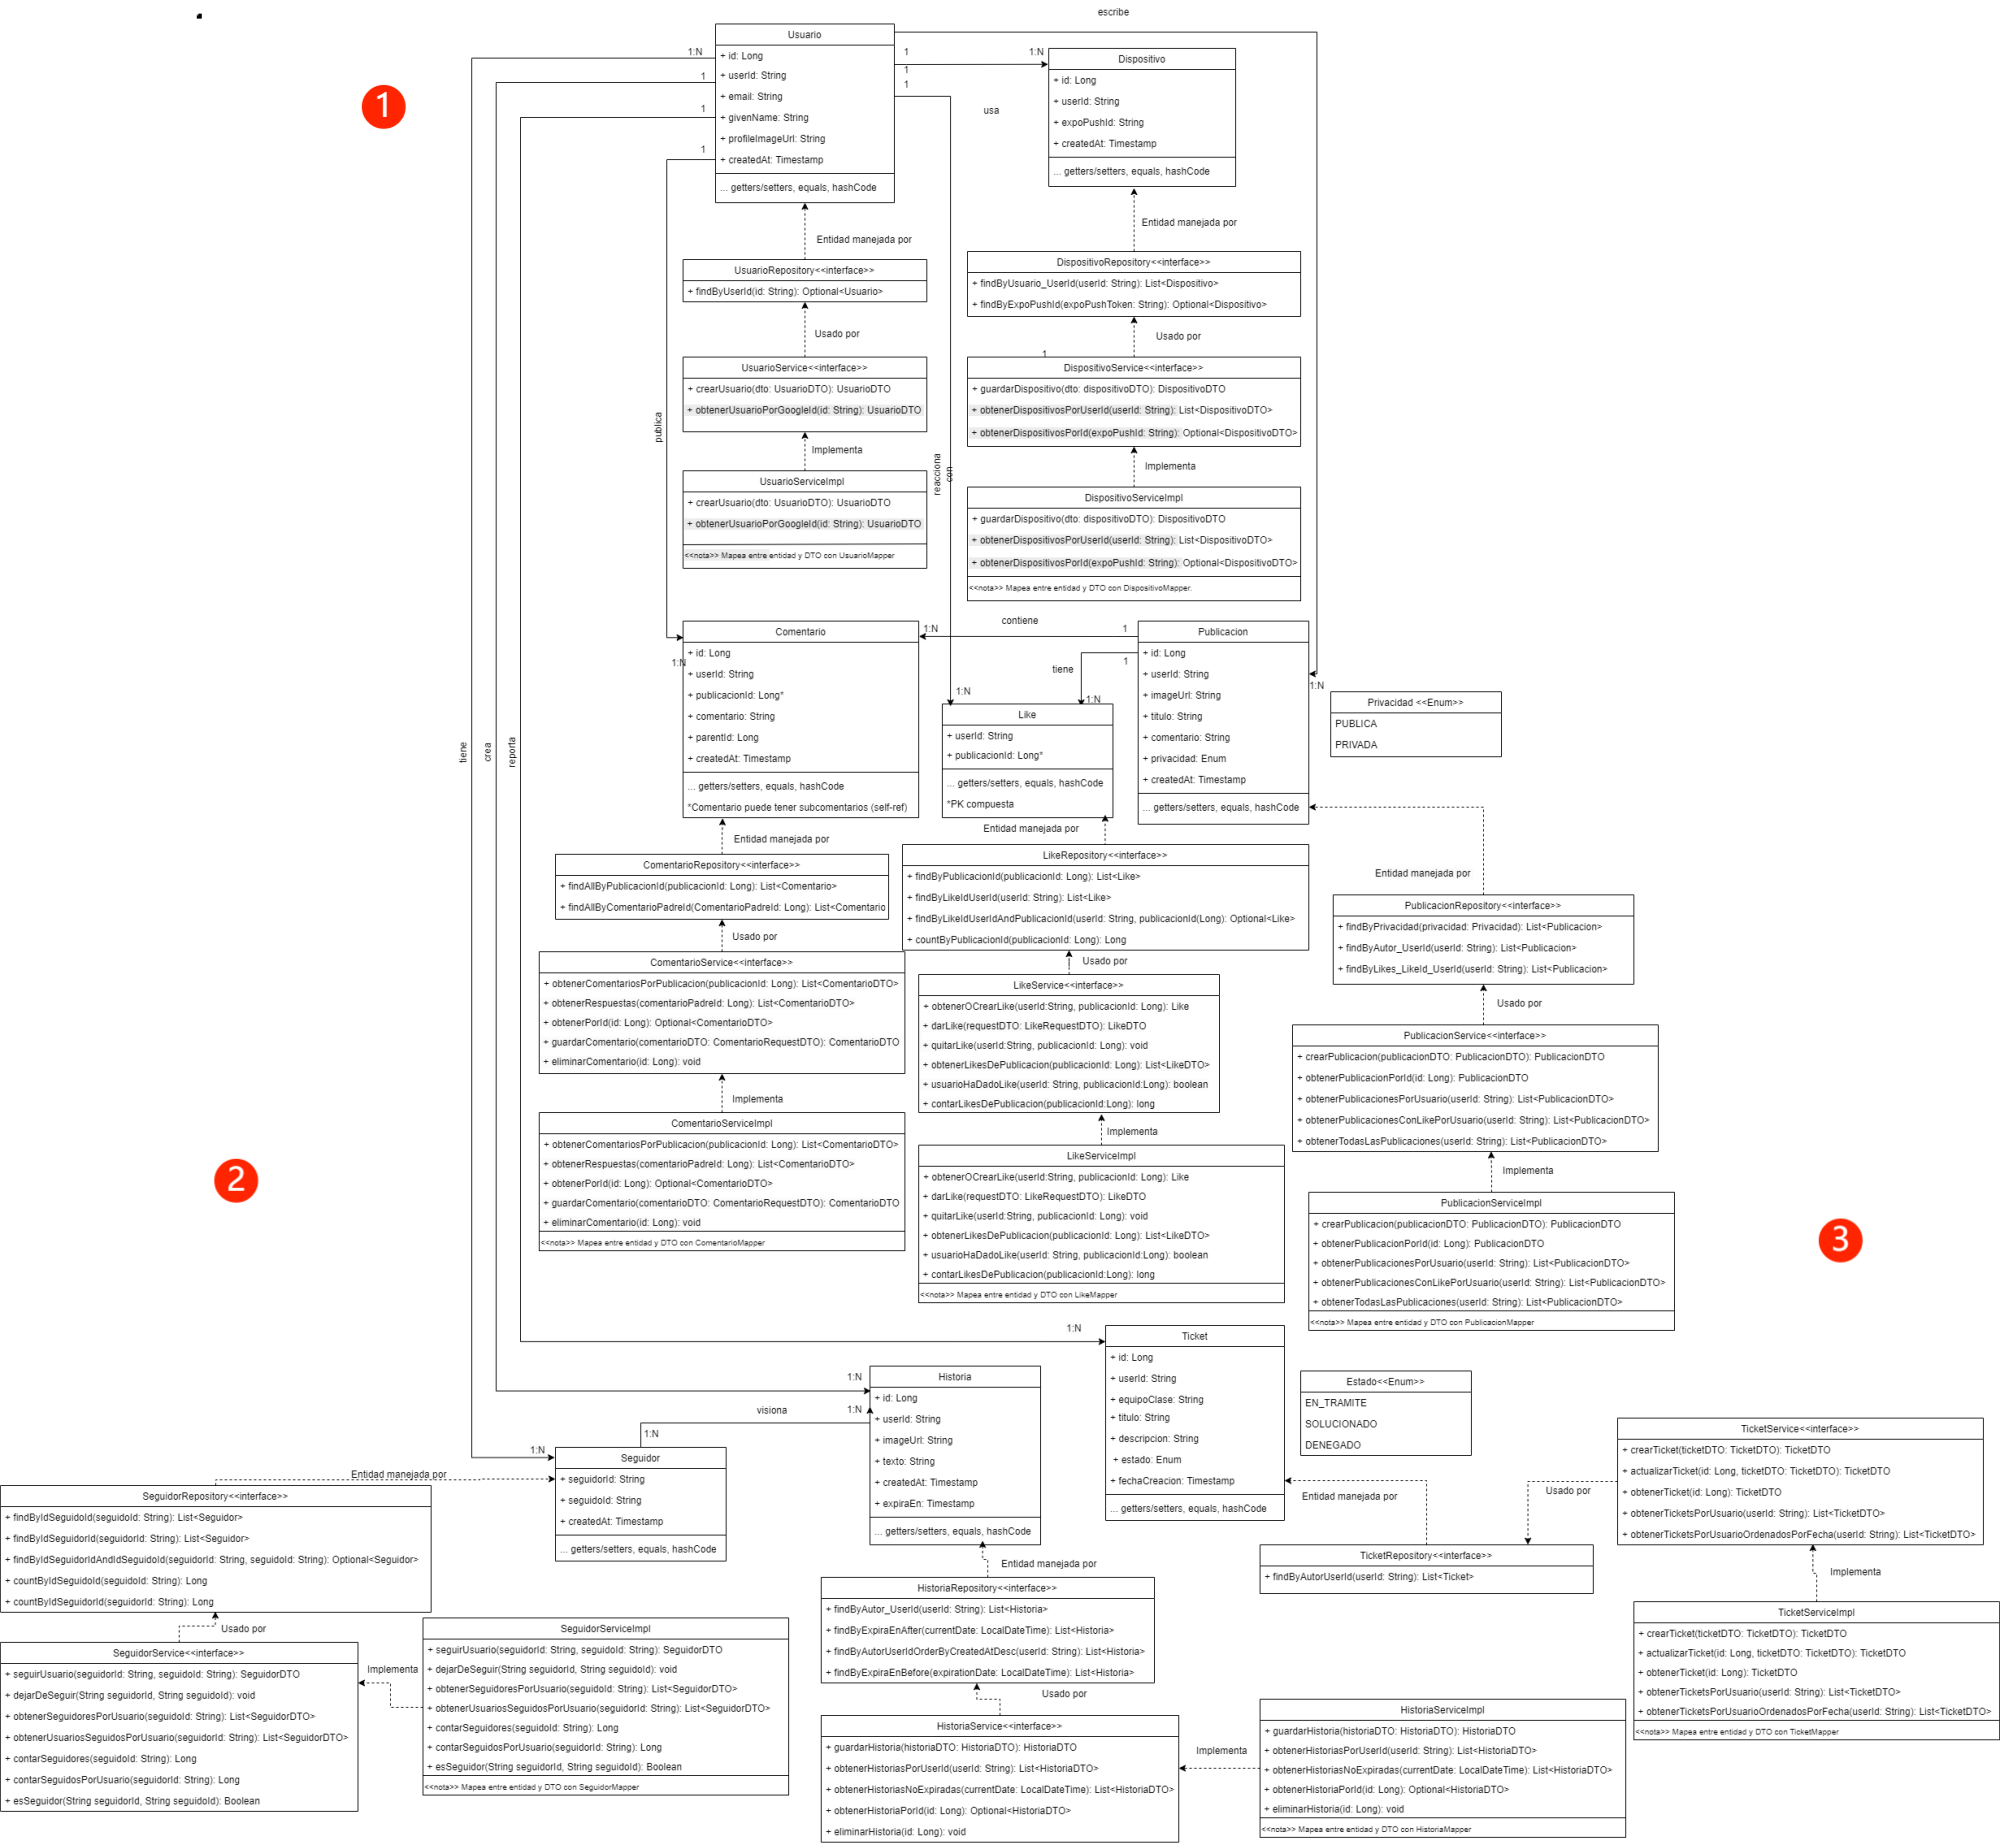 escribe
Usuario
+ id: Long
+ userId: String
+ email: String
+ givenName: String
+ profileImageUrl: String
+ createdAt: Timestamp
... getters/setters, equals, hashCode
1:N
1
1
1
1
1
1
1:N
usa
Dispositivo
+ id: Long
+ userId: String
+ expoPushId: String
+ createdAt: Timestamp
... getters/setters, equals, hashCode
1
Entidad manejada por
UsuarioRepository<<interface>>
+ findByUserId(id: String): Optional<Usuario>
Usado por
UsuarioService<<interface>>
+ crearUsuario(dto: UsuarioDTO): UsuarioDTO
+ obtenerUsuarioPorGoogleId(id: String): UsuarioDTO
Implementa
UsuarioServiceImpl
+ crearUsuario(dto: UsuarioDTO): UsuarioDTO
+ obtenerUsuarioPorGoogleId(id: String): UsuarioDTO
<<nota>> Mapea entre entidad y DTO con UsuarioMapper
Entidad manejada por
DispositivoRepository<<interface>>
+ findByUsuario_UserId(userId: String): List<Dispositivo>
+ findByExpoPushId(expoPushToken: String): Optional<Dispositivo>
Usado por
1
DispositivoService<<interface>>
+ guardarDispositivo(dto: dispositivoDTO): DispositivoDTO
+ obtenerDispositivosPorUserId(userId: String): List<DispositivoDTO>
+ obtenerDispositivosPorId(expoPushId: String): Optional<DispositivoDTO>
Implementa
DispositivoServiceImpl
+ guardarDispositivo(dto: dispositivoDTO): DispositivoDTO
+ obtenerDispositivosPorUserId(userId: String): List<DispositivoDTO>
+ obtenerDispositivosPorId(expoPushId: String): Optional<DispositivoDTO>
<<nota>> Mapea entre entidad y DTO con DispositivoMapper.
publica
reacciona
con
tiene
crea
reporta
Comentario
+ id: Long
+ userId: String
+ publicacionId: Long*
+ comentario: String
+ parentId: Long
+ createdAt: Timestamp
... getters/setters, equals, hashCode
*Comentario puede tener subcomentarios (self-ref)
1:N
1:N
contiene
1
tiene
1
1:N
1:N
Like
+ userId: String
+ publicacionId: Long*
... getters/setters, equals, hashCode
*PK compuesta
Publicacion
+ id: Long
+ userId: String
+ imageUrl: String
+ titulo: String
+ comentario: String
+ privacidad: Enum
+ createdAt: Timestamp
... getters/setters, equals, hashCode
1:N
Privacidad <<Enum>>
PUBLICA
PRIVADA
Entidad manejada por
ComentarioRepository<<interface>>
+ findAllByPublicacionId(publicacionId: Long): List<Comentario>
+ findAllByComentarioPadreId(ComentarioPadreId: Long): List<Comentario
Usado por
ComentarioService<<interface>>
+ obtenerComentariosPorPublicacion(publicacionId: Long): List<ComentarioDTO>
+ obtenerRespuestas(comentarioPadreId: Long): List<ComentarioDTO>
+ obtenerPorId(id: Long): Optional<ComentarioDTO>
+ guardarComentario(comentarioDTO: ComentarioRequestDTO): ComentarioDTO
+ eliminarComentario(id: Long): void
Implementa
ComentarioServiceImpl
+ obtenerComentariosPorPublicacion(publicacionId: Long): List<ComentarioDTO>
+ obtenerRespuestas(comentarioPadreId: Long): List<ComentarioDTO>
+ obtenerPorId(id: Long): Optional<ComentarioDTO>
+ guardarComentario(comentarioDTO: ComentarioRequestDTO): ComentarioDTO
+ eliminarComentario(id: Long): void
<<nota>> Mapea entre entidad y DTO con ComentarioMapper
Entidad manejada por
LikeRepository<<interface>>
+ findByPublicacionId(publicacionId: Long): List<Like>
+ findByLikeIdUserId(userId: String): List<Like>
+ findByLikeIdUserIdAndPublicacionId(userId: String, publicacionId(Long): Optional<Like>
+ countByPublicacionId(publicacionId: Long): Long
Usado por
LikeService<<interface>>
+ obtenerOCrearLike(userId:String, publicacionId: Long): Like
+ darLike(requestDTO: LikeRequestDTO): LikeDTO
+ quitarLike(userId:String, publicacionId: Long): void
+ obtenerLikesDePublicacion(publicacionId: Long): List<LikeDTO>
+ usuarioHaDadoLike(userId: String, publicacionId:Long): boolean
+ contarLikesDePublicacion(publicacionId:Long): long
Implementa
LikeServiceImpl
+ obtenerOCrearLike(userId:String, publicacionId: Long): Like
+ darLike(requestDTO: LikeRequestDTO): LikeDTO
+ quitarLike(userId:String, publicacionId: Long): void
+ obtenerLikesDePublicacion(publicacionId: Long): List<LikeDTO>
+ usuarioHaDadoLike(userId: String, publicacionId:Long): boolean
+ contarLikesDePublicacion(publicacionId:Long): long
<<nota>> Mapea entre entidad y DTO con LikeMapper
Entidad manejada por
PublicacionRepository<<interface>>
+ findByPrivacidad(privacidad: Privacidad): List<Publicacion>
+ findByAutor_UserId(userId: String): List<Publicacion>
+ findByLikes_LikeId_UserId(userId: String): List<Publicacion>
Usado por
PublicacionService<<interface>>
+ crearPublicacion(publicacionDTO: PublicacionDTO): PublicacionDTO
+ obtenerPublicacionPorId(id: Long): PublicacionDTO
+ obtenerPublicacionesPorUsuario(userId: String): List<PublicacionDTO>
+ obtenerPublicacionesConLikePorUsuario(userId: String): List<PublicacionDTO>
+ obtenerTodasLasPublicaciones(userId: String): List<PublicacionDTO>
Implementa
PublicacionServiceImpl
+ crearPublicacion(publicacionDTO: PublicacionDTO): PublicacionDTO
+ obtenerPublicacionPorId(id: Long): PublicacionDTO
+ obtenerPublicacionesPorUsuario(userId: String): List<PublicacionDTO>
+ obtenerPublicacionesConLikePorUsuario(userId: String): List<PublicacionDTO>
+ obtenerTodasLasPublicaciones(userId: String): List<PublicacionDTO>
<<nota>> Mapea entre entidad y DTO con PublicacionMapper
2
3
1:N
Ticket
+ id: Long
+ userId: String
+ equipoClase: String
+ titulo: String
+ descripcion: String
+ estado: Enum
+ fechaCreacion: Timestamp
... getters/setters, equals, hashCode
Estado<<Enum>>
EN_TRAMITE
SOLUCIONADO
DENEGADO
1:N
1:N
visiona
1:N
1:N
Historia
+ id: Long
+ userId: String
+ imageUrl: String
+ texto: String
+ createdAt: Timestamp
+ expiraEn: Timestamp
... getters/setters, equals, hashCode
Seguidor
+ seguidorId: String
+ seguidoId: String
+ createdAt: Timestamp
... getters/setters, equals, hashCode
Entidad manejada por
SeguidorRepository<<interface>>
+ findByIdSeguidoId(seguidoId: String): List<Seguidor>
+ findByIdSeguidorId(seguidorId: String): List<Seguidor>
+ findByIdSeguidorIdAndIdSeguidoId(seguidorId: String, seguidoId: String): Optional<Seguidor>
+ countByIdSeguidoId(seguidoId: String): Long
+ countByIdSeguidorId(seguidorId: String): Long
Usado por
SeguidorService<<interface>>
+ seguirUsuario(seguidorId: String, seguidoId: String): SeguidorDTO
+ dejarDeSeguir(String seguidorId, String seguidoId): void
+ obtenerSeguidoresPorUsuario(seguidoId: String): List<SeguidorDTO>
+ obtenerUsuariosSeguidosPorUsuario(seguidorId: String): List<SeguidorDTO>
+ contarSeguidores(seguidoId: String): Long
+ contarSeguidosPorUsuario(seguidorId: String): Long
+ esSeguidor(String seguidorId, String seguidoId): Boolean
Implementa
SeguidorServiceImpl
+ seguirUsuario(seguidorId: String, seguidoId: String): SeguidorDTO
+ dejarDeSeguir(String seguidorId, String seguidoId): void
+ obtenerSeguidoresPorUsuario(seguidoId: String): List<SeguidorDTO>
+ obtenerUsuariosSeguidosPorUsuario(seguidorId: String): List<SeguidorDTO>
+ contarSeguidores(seguidoId: String): Long
+ contarSeguidosPorUsuario(seguidorId: String): Long
+ esSeguidor(String seguidorId, String seguidoId): Boolean
<<nota>> Mapea entre entidad y DTO con SeguidorMapper
Entidad manejada por
HistoriaRepository<<interface>>
+ findByAutor_UserId(userId: String): List<Historia>
+ findByExpiraEnAfter(currentDate: LocalDateTime): List<Historia>
+ findByAutorUserIdOrderByCreatedAtDesc(userId: String): List<Historia>
+ findByExpiraEnBefore(expirationDate: LocalDateTime): List<Historia>
Usado por
HistoriaService<<interface>>
+ guardarHistoria(historiaDTO: HistoriaDTO): HistoriaDTO
+ obtenerHistoriasPorUserId(userId: String): List<HistoriaDTO>
+ obtenerHistoriasNoExpiradas(currentDate: LocalDateTime): List<HistoriaDTO>
+ obtenerHistoriaPorId(id: Long): Optional<HistoriaDTO>
+ eliminarHistoria(id: Long): void
Implementa
HistoriaServiceImpl
+ guardarHistoria(historiaDTO: HistoriaDTO): HistoriaDTO
+ obtenerHistoriasPorUserId(userId: String): List<HistoriaDTO>
+ obtenerHistoriasNoExpiradas(currentDate: LocalDateTime): List<HistoriaDTO>
+ obtenerHistoriaPorId(id: Long): Optional<HistoriaDTO>
+ eliminarHistoria(id: Long): void
<<nota>> Mapea entre entidad y DTO con HistoriaMapper
Entidad manejada por
TicketRepository<<interface>>
+ findByAutorUserId(userId: String): List<Ticket>
Usado por
TicketService<<interface>>
+ crearTicket(ticketDTO: TicketDTO): TicketDTO
+ actualizarTicket(id: Long, ticketDTO: TicketDTO): TicketDTO
+ obtenerTicket(id: Long): TicketDTO
+ obtenerTicketsPorUsuario(userId: String): List<TicketDTO>
+ obtenerTicketsPorUsuarioOrdenadosPorFecha(userId: String): List<TicketDTO>
Implementa
TicketServiceImpl
+ crearTicket(ticketDTO: TicketDTO): TicketDTO
+ actualizarTicket(id: Long, ticketDTO: TicketDTO): TicketDTO
+ obtenerTicket(id: Long): TicketDTO
+ obtenerTicketsPorUsuario(userId: String): List<TicketDTO>
+ obtenerTicketsPorUsuarioOrdenadosPorFecha(userId: String): List<TicketDTO>
<<nota>> Mapea entre entidad y DTO con TicketMapper